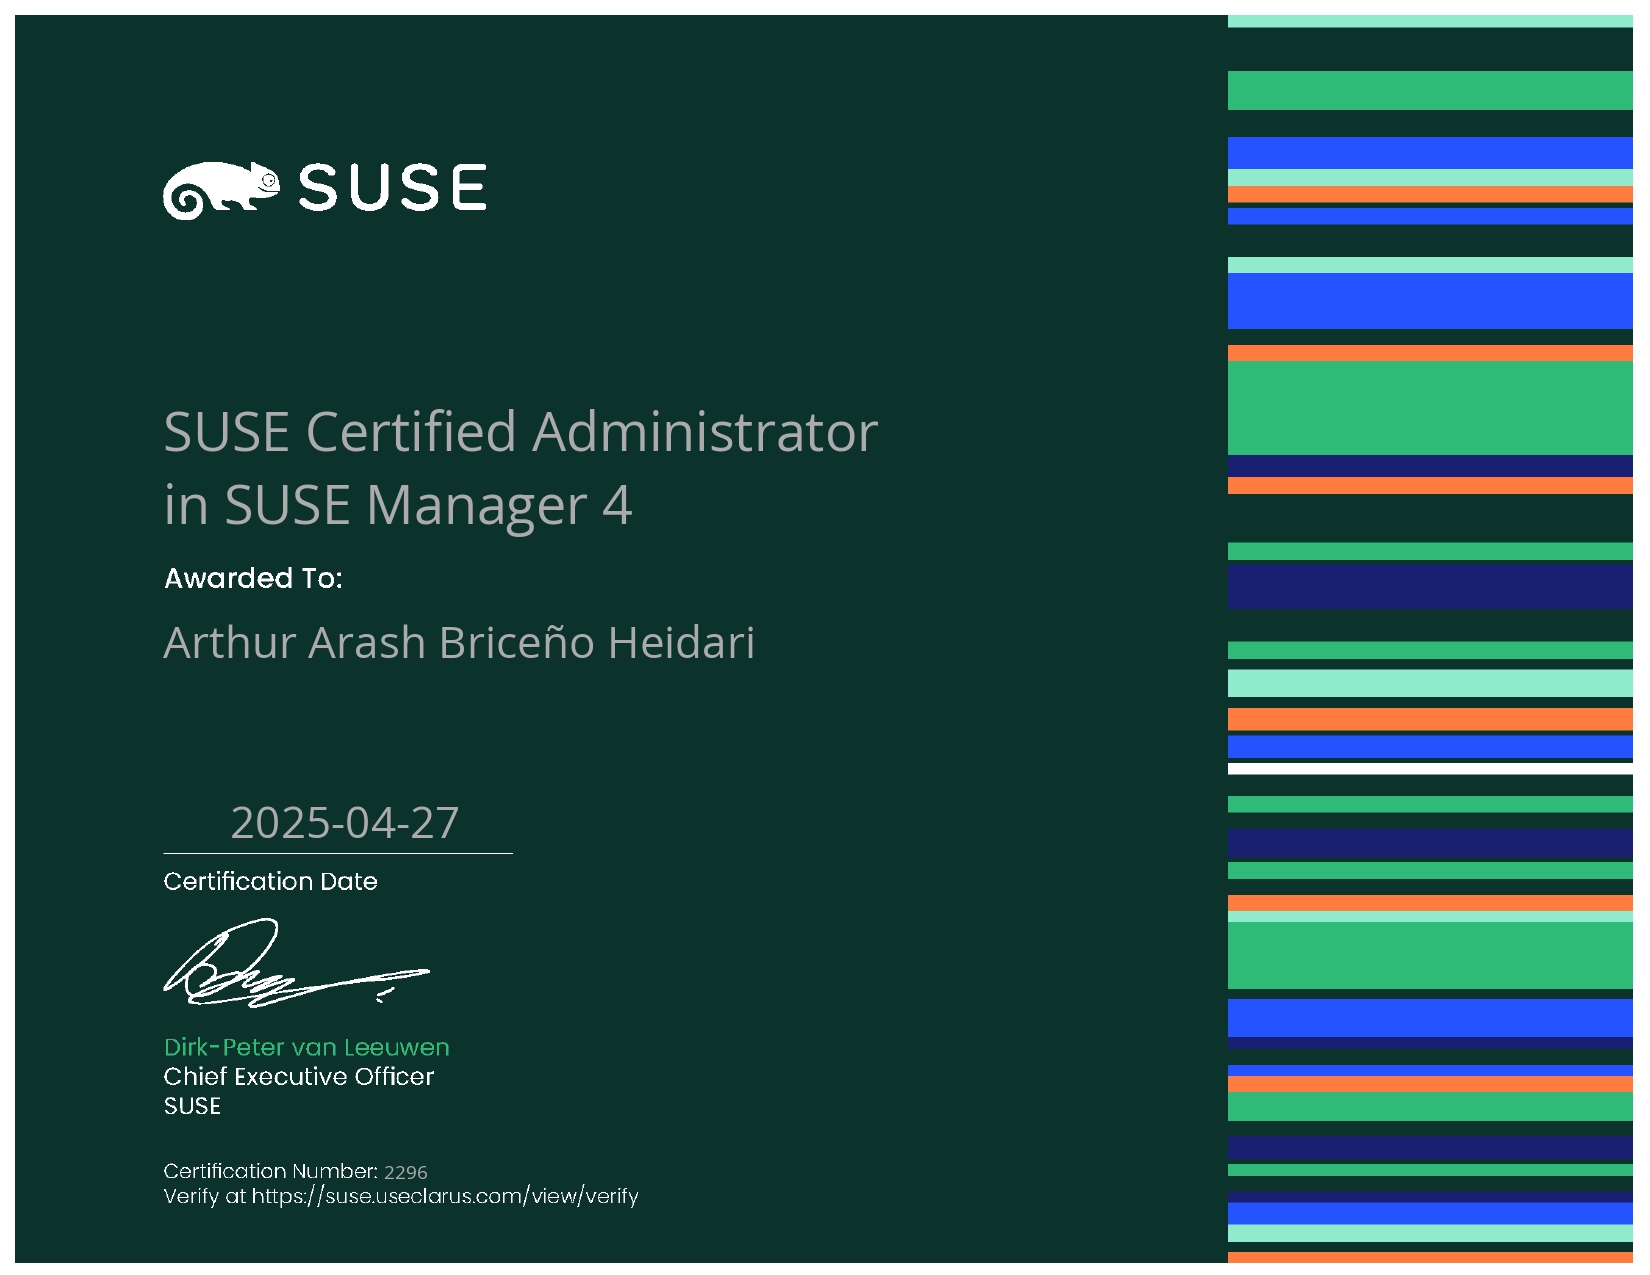 SUSE
SUSE Certified Administrator
in SUSE Manager 4
Awarded To:
Arthur Arash Briceño Heidari
2025-04-27
Certification Date
Dirk-Peter van Leeuwen
Chief Executive Officer
SUSE
Certification Number: 2296
Verify at https://suse.useclarus.com/view/verify